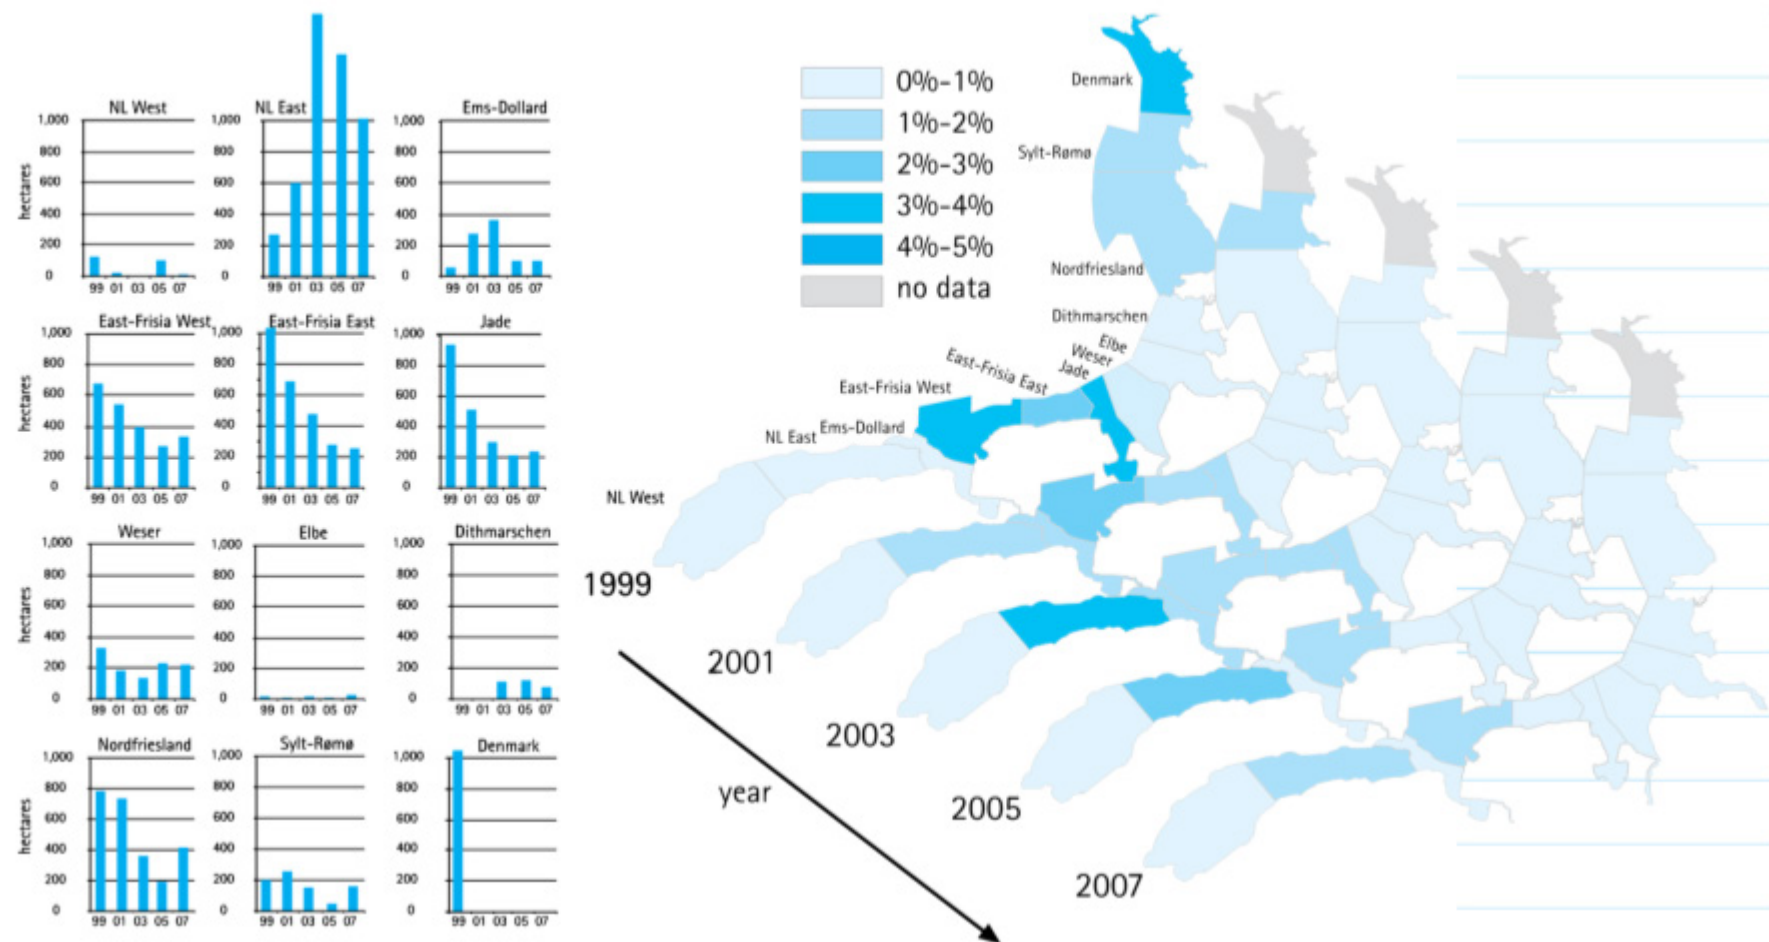 NL West
NL East
Ems-Dollard
hectares
1,000
800
600
400
200
0
99 01 03 05 07
1,000
800
600
400
200
0
99 01 03 05 07
1,000
800
600
400
200
0
99 01 03 05 07
East-Frisia West
East-Frisia East
Jade
hectares
1,000
800
600
400
200
0
99 01 03 05 07
1,000
800
600
400
200
0
99 01 03 05 07
1,000
800
600
400
200
0
99 01 03 05 07
Weser
Elbe
Dithmarschen
hectares
1,000
800
600
400
200
0
99 01 03 05 07
1,000
800
600
400
200
0
99 01 03 05 07
1,000
800
600
400
200
0
99 01 03 05 07
Nordfriesland
Sylt-Rømø
Denmark
hectares
1,000
800
600
400
200
0
99 01 03 05 07
1,000
800
600
400
200
0
99 01 03 05 07
1,000
800
600
400
200
0
99 01 03 05 07
0%-1%
1%-2%
2%-3%
3%-4%
4%-5%
no data
Denmark
Sylt-Rømø
Nordfriesland
Dithmarschen
Elbe
Weser
Jade
East-Frisia East
East-Frisia West
Ems-Dollard
NL East
NL West
1999
2001
2003
2005
2007
year